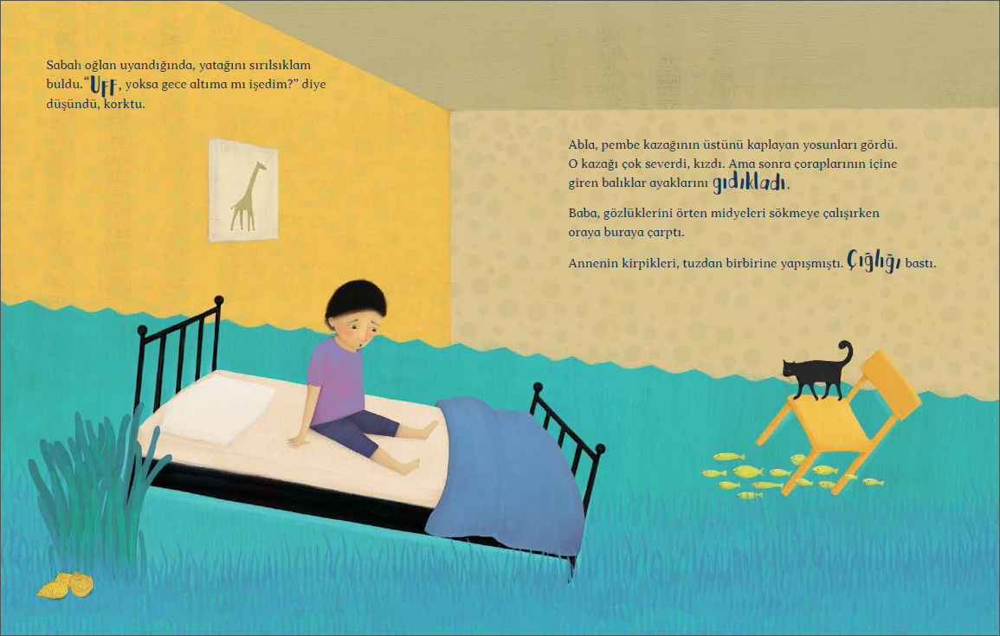 Sabah oğlan uyandığında, yatağını sırılsıklam
buldu. “UFF, yoksa gece altıma mı işedim?” diye
düşündü, korktu.
Abla, pembe kazağının üstünü kaplayan yosunları gördü.
O kazağı çok severdi, kızdı. Ama sonra çoraplarının içine
giren balıklar ayaklarını gıdıkladı.
Baba, gözlüklerini örten midyeleri sökmeye çalışırken
oraya buraya çarptı.
Annenin kirpikleri, tuzdan birbirine yapışmıştı. Çığlığı bastı.